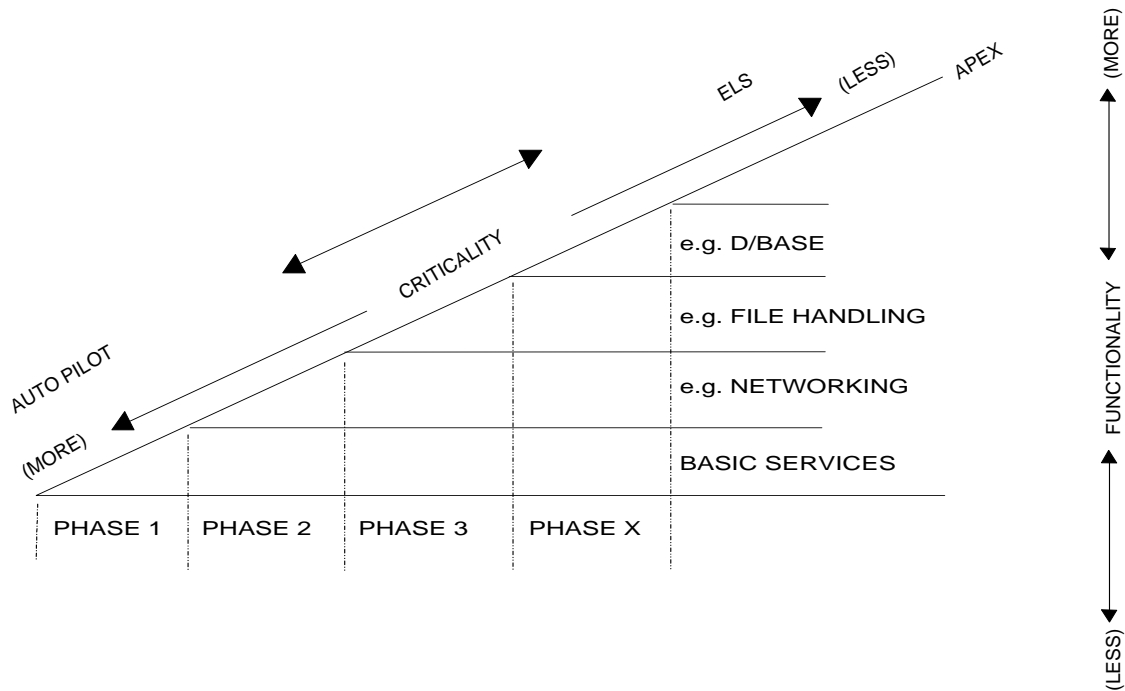 (MORE)
APEX
(LESS)
ELS
e.g. D/BASE
CRITICALITY
e.g. FILE HANDLING
FUNCTIONALITY
AUTO PILOT
e.g. NETWORKING
(MORE)
BASIC SERVICES
PHASE 1
PHASE 2
PHASE 3
PHASE X
(LESS)